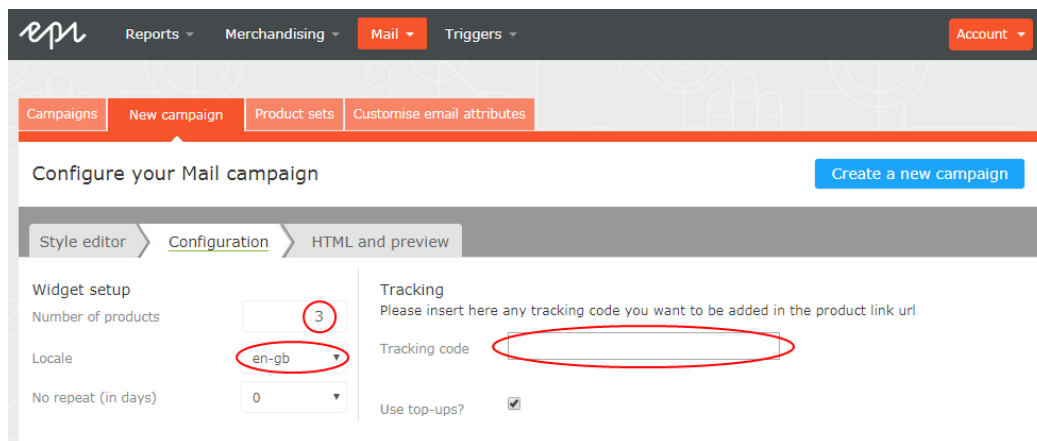 epi Reports Merchandising Mail Triggers Account
Campaigns New campaign Product sets Customise email attributes
Configure your Mail campaign Create a new campaign
Style editor Configuration HTML and preview
Widget setup
Number of products 3
Locale en-gb
No repeat (in days) 0
Tracking
Please insert here any tracking code you want to be added in the product link url
Tracking code
Use top-ups?